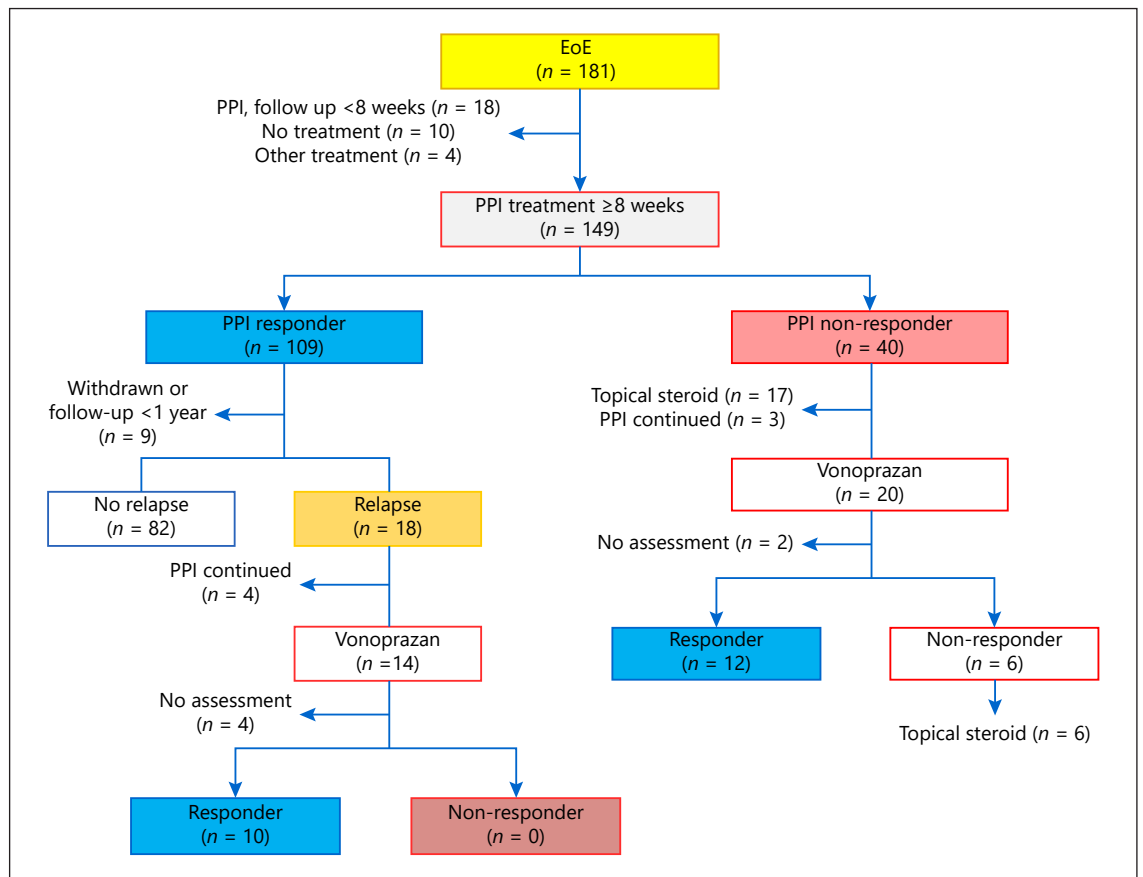 EoE
(n = 181)
PPI, follow up <8 weeks (n = 18)
No treatment (n = 10)
Other treatment (n = 4)
PPI treatment ≥8 weeks
(n = 149)
PPI responder
(n = 109)
PPI non-responder
(n = 40)
Withdrawn or
follow-up <1 year
(n = 9)
Topical steroid (n = 17)
PPI continued (n = 3)
No relapse
(n = 82)
Relapse
(n = 18)
Vonoprazan
(n = 20)
PPI continued
(n = 4)
No assessment (n = 2)
Vonoprazan
(n =14)
Responder
(n = 12)
Non-responder
(n = 6)
No assessment
(n = 4)
Topical steroid (n = 6)
Responder
(n = 10)
Non-responder
(n = 0)